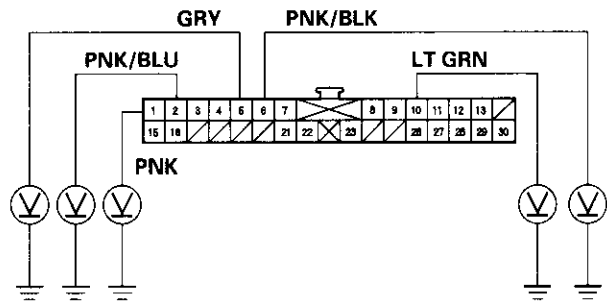 GRY PNK/BLK
PNK/BLU LT GRN
1 2 3 4 5 6 7 8 9 10 11 12 13
15 16 21 22 23 26 27 28 29 30
PNK
V V V V V